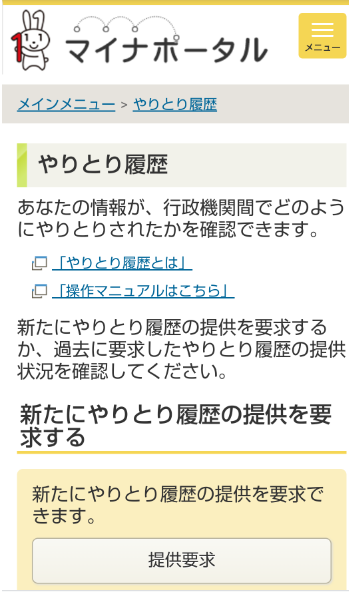 マイナポータル
メニュー
メインメニュー > やりとり履歴
やりとり履歴
あなたの情報が、行政機関間でどのよう
にやりとりされたかを確認できます。
「やりとり履歴とは」
「操作マニュアルはこちら」
新たにやりとり履歴の提供を要求する
か、過去に要求したやりとり履歴の提供
状況を確認してください。
新たにやりとり履歴の提供を要
求する
新たにやりとり履歴の提供を要求で
きます。
提供要求